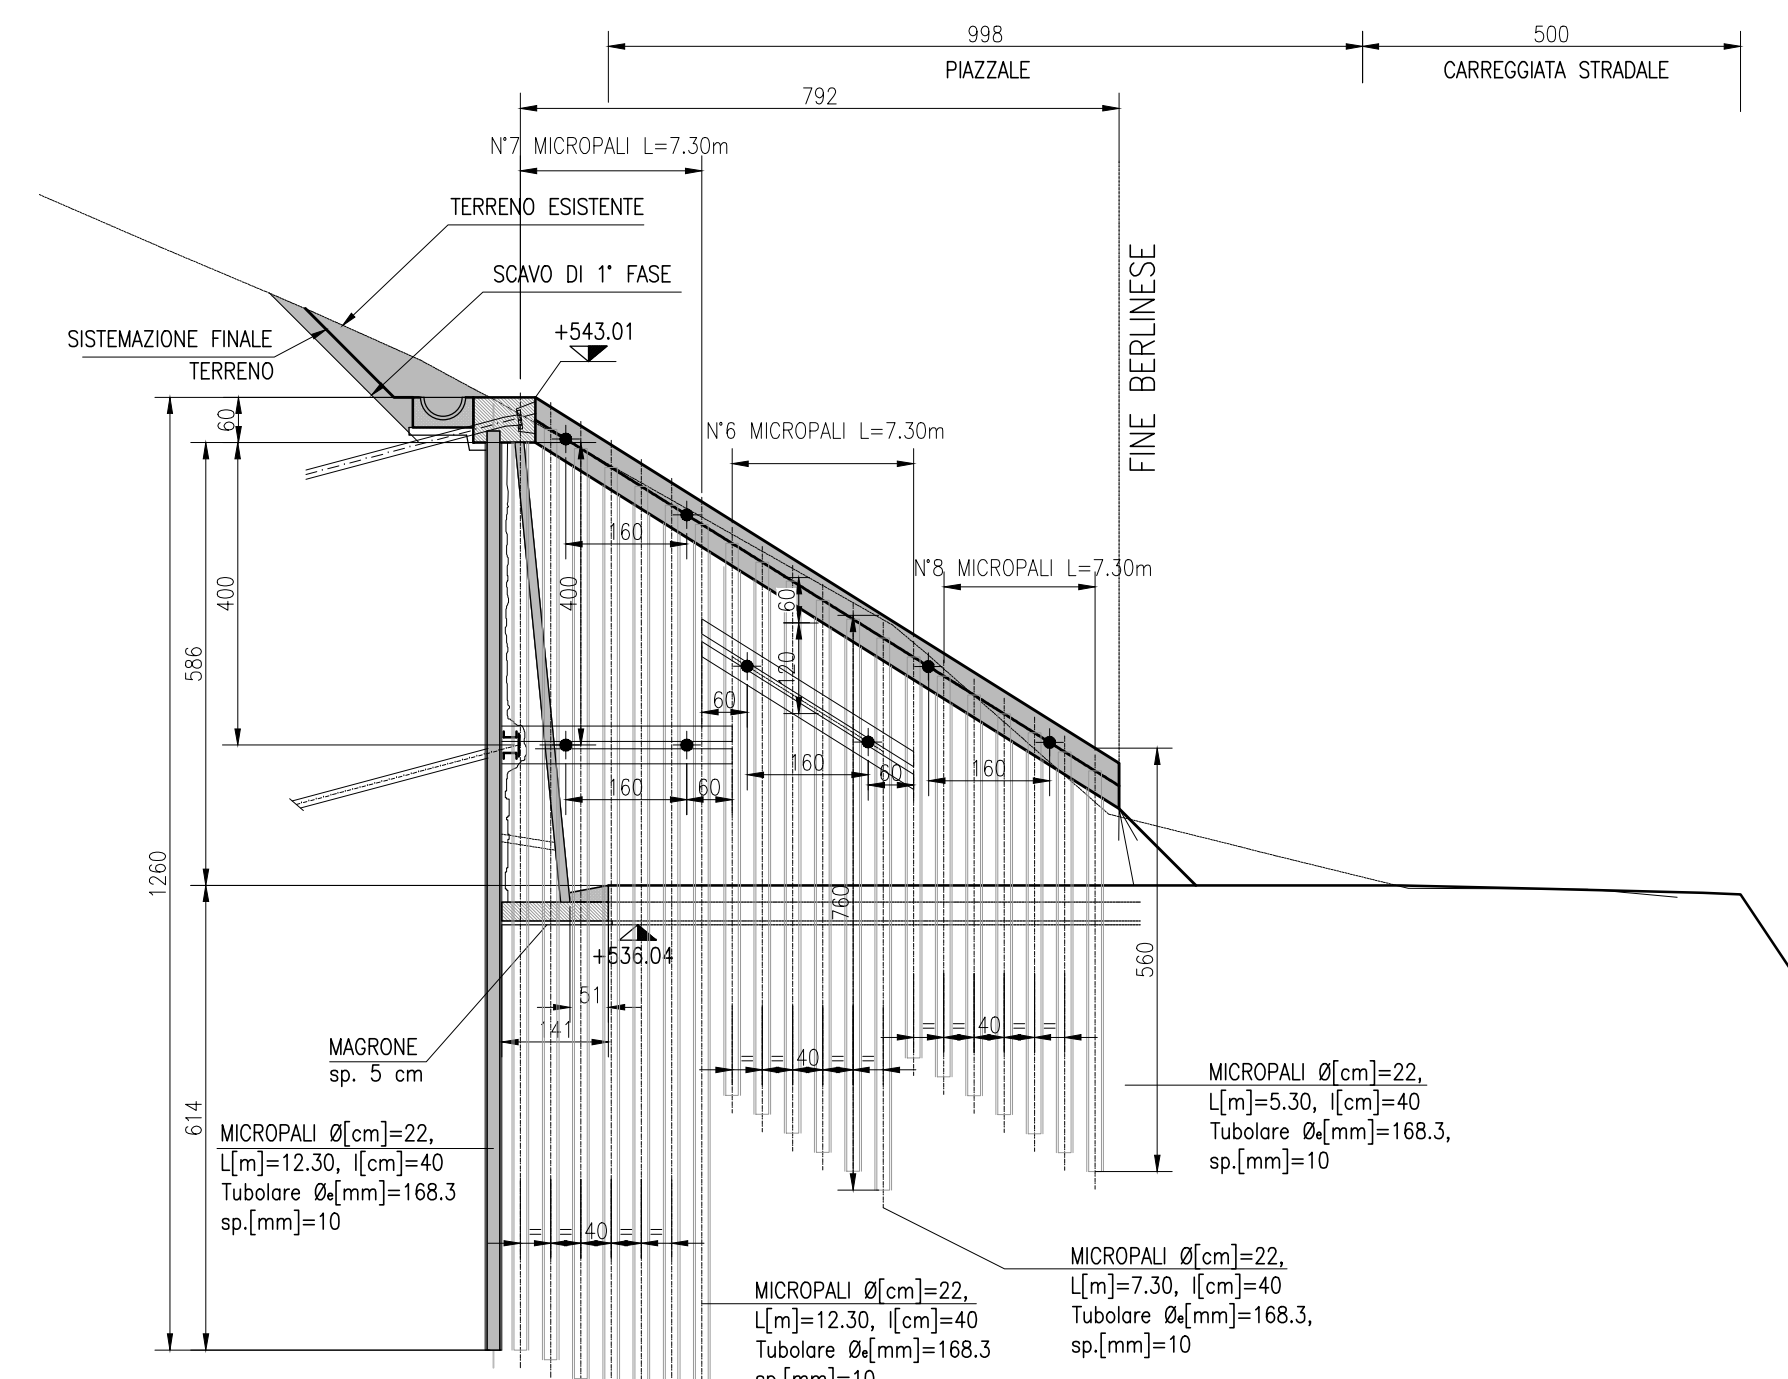 998
500
PIAZZALE
CARREGGIATA STRADALE
792
N°7 MICROPALI L=7.30m
TERRENO ESISTENTE
SCAVO DI 1° FASE
FINE BERLINESE
SISTEMAZIONE FINALE
TERRENO
+543.01
60
N°6 MICROPALI L=7.30m
160
N°8 MICROPALI L=7.30m
400
400
60
120
586
60
160
60
160
160
60
1260
760
+536.04
560
51
141
= = 40 = =
= = 40 = =
MAGRONE
sp. 5 cm
614
MICROPALI Ø[cm]=22,
L[m]=5.30, I[cm]=40
Tubolare Øe[mm]=168.3,
sp.[mm]=10
MICROPALI Ø[cm]=22,
L[m]=12.30, I[cm]=40
Tubolare Øe[mm]=168.3
sp.[mm]=10
= = 40 = =
MICROPALI Ø[cm]=22,
L[m]=7.30, I[cm]=40
Tubolare Øe[mm]=168.3,
sp.[mm]=10
MICROPALI Ø[cm]=22,
L[m]=12.30, I[cm]=40
Tubolare Øe[mm]=168.3
sp.[mm]=10